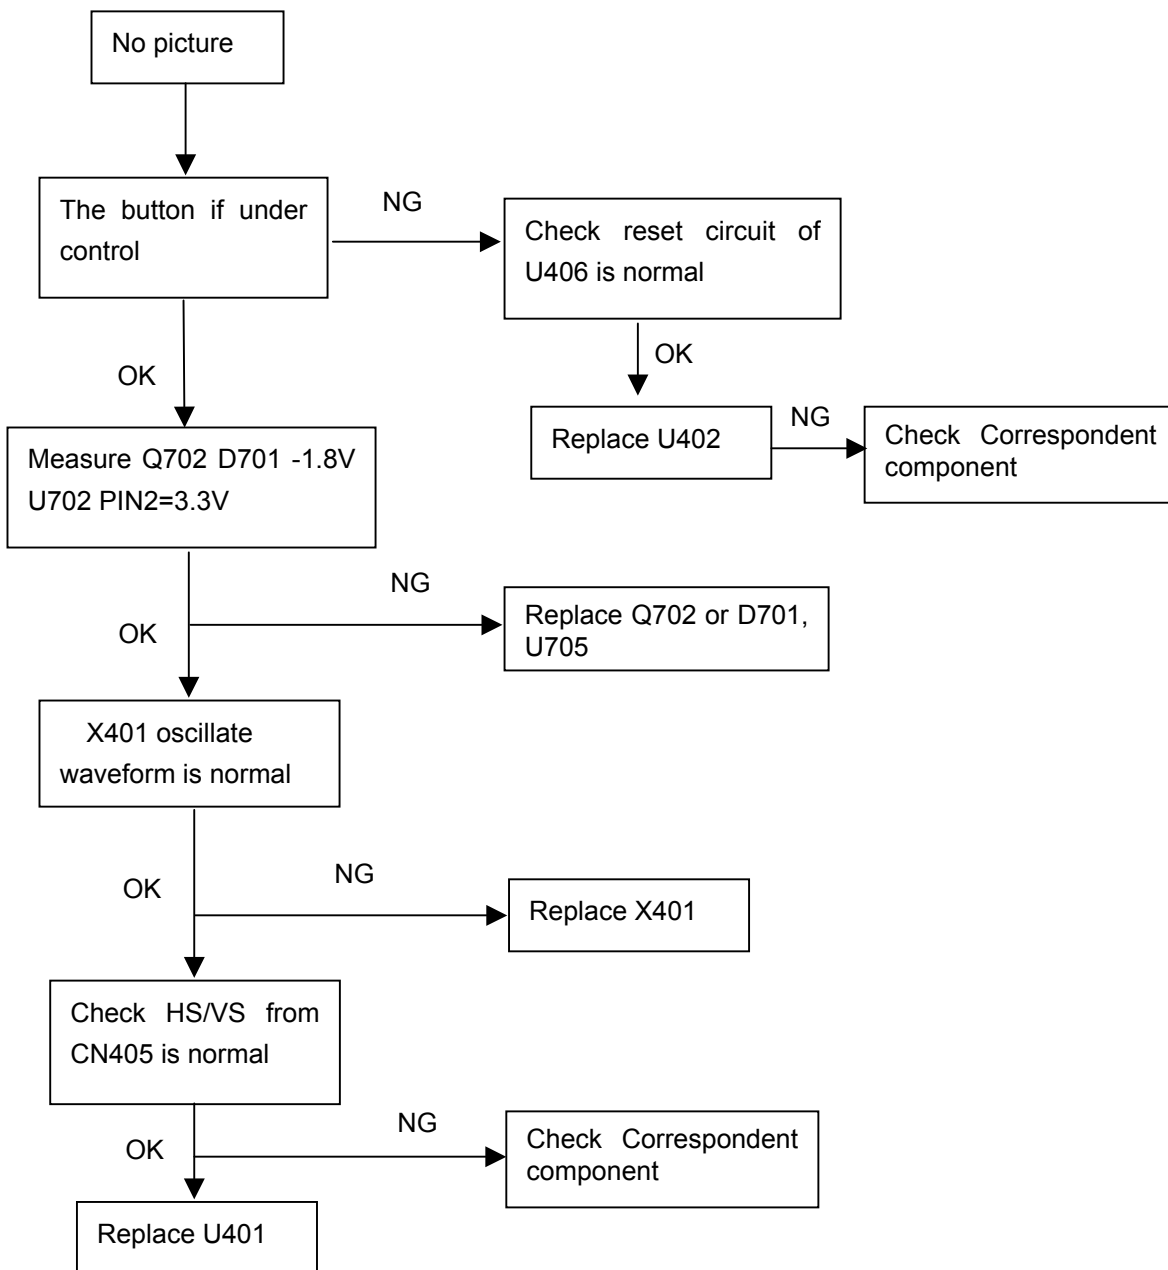 No picture
The button if under
control
NG
Check reset circuit of
U406 is normal
OK
OK
Replace U402
NG
Check Correspondent
component
Measure Q702 D701 -1.8V
U702 PIN2=3.3V
NG
Replace Q702 or D701,
U705
OK
X401 oscillate
waveform is normal
NG
OK
Replace X401
Check HS/VS from
CN405 is normal
NG
Check Correspondent
component
OK
Replace U401